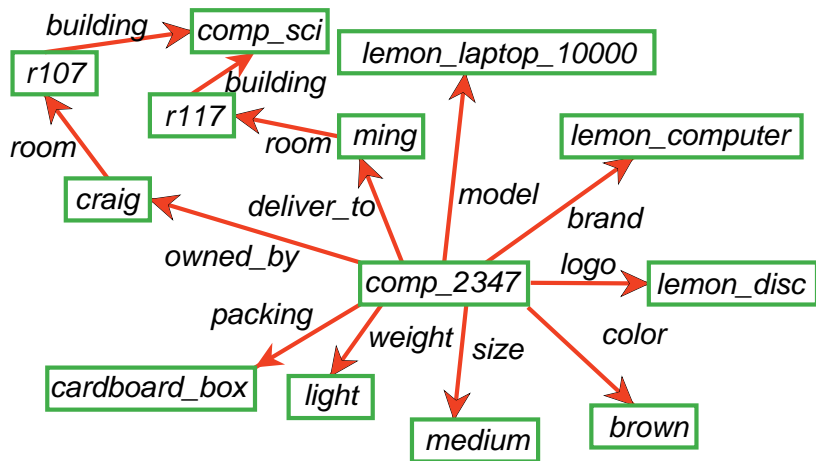 building
comp_sci
lemon_laptop_10000
r107
building
r117
ming
lemon_computer
room
room
craig
deliver_to
model
brand
owned_by
comp_2347
logo
lemon_disc
packing
weight
size
color
cardboard_box
light
medium
brown